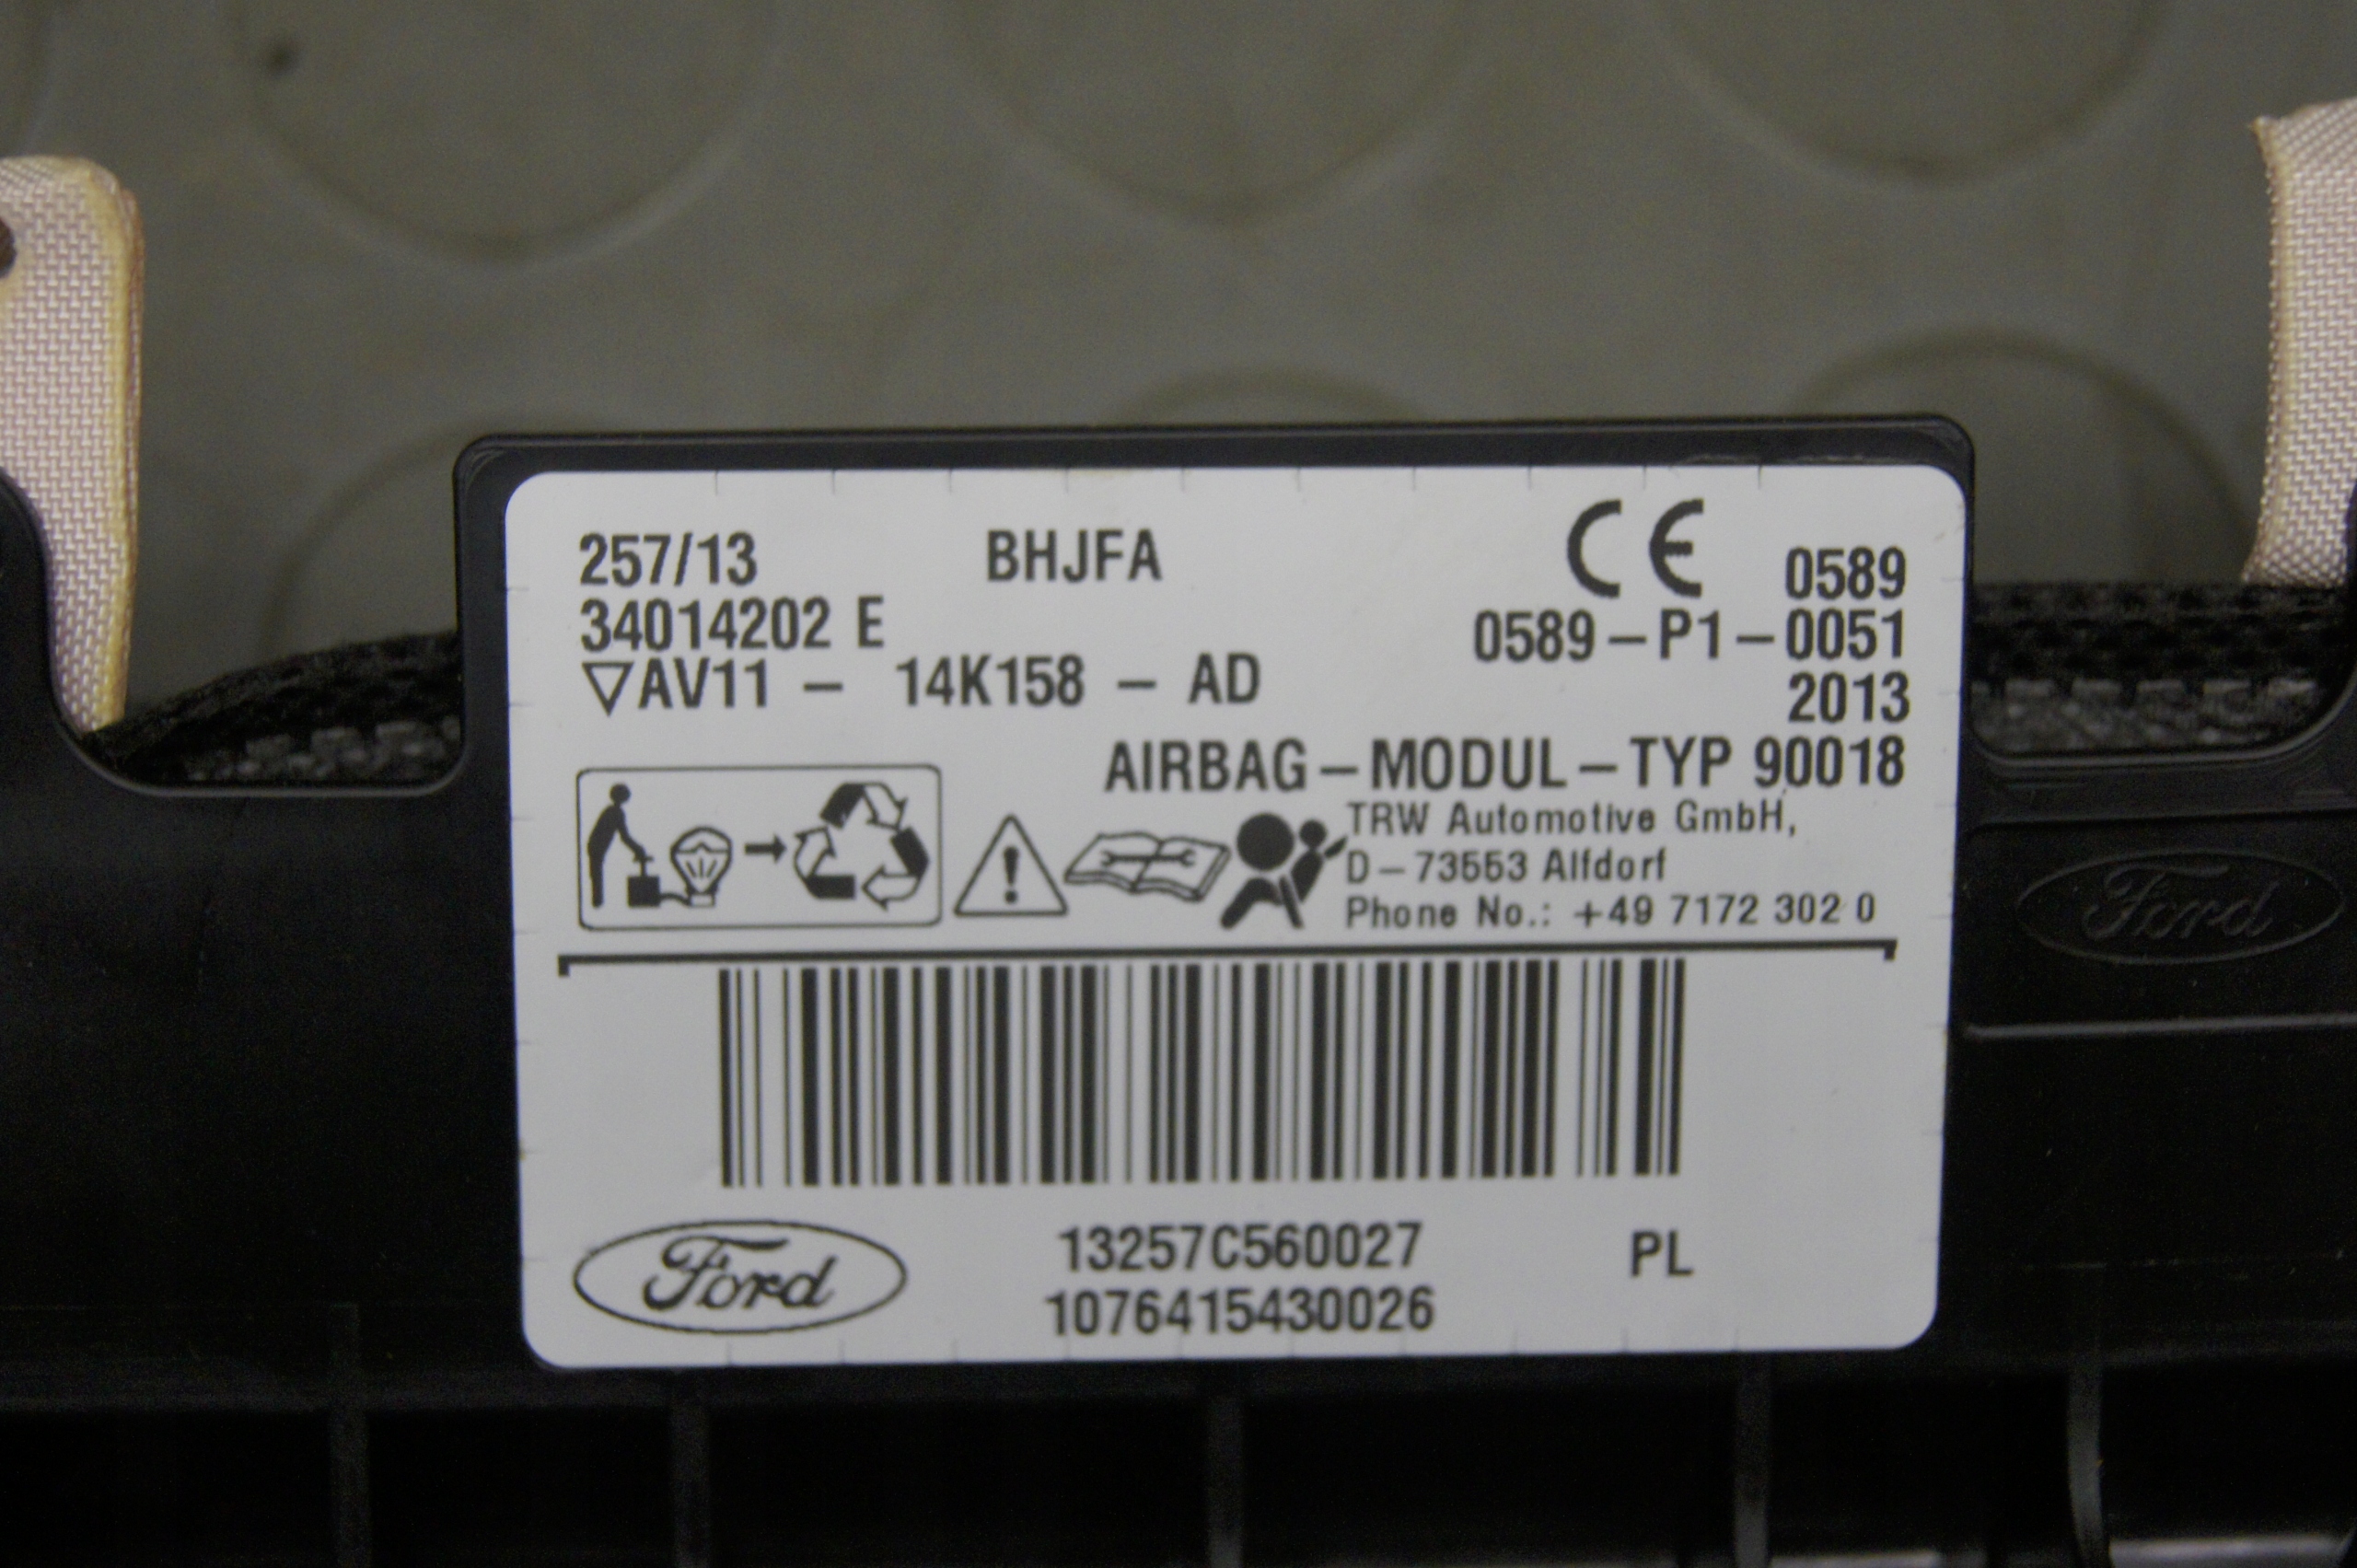 257/13 BHJFA CE 0589
34014202 E 0589-P1-0051
▽AV11 - 14K158 - AD 2013
AIRBAG-MODUL-TYP 90018
TRW Automotive GmbH,
D-73553 Alfdorf
Phone No.: +49 7172 302 0
Ford
Ford 13257C560027 PL
1076415430026